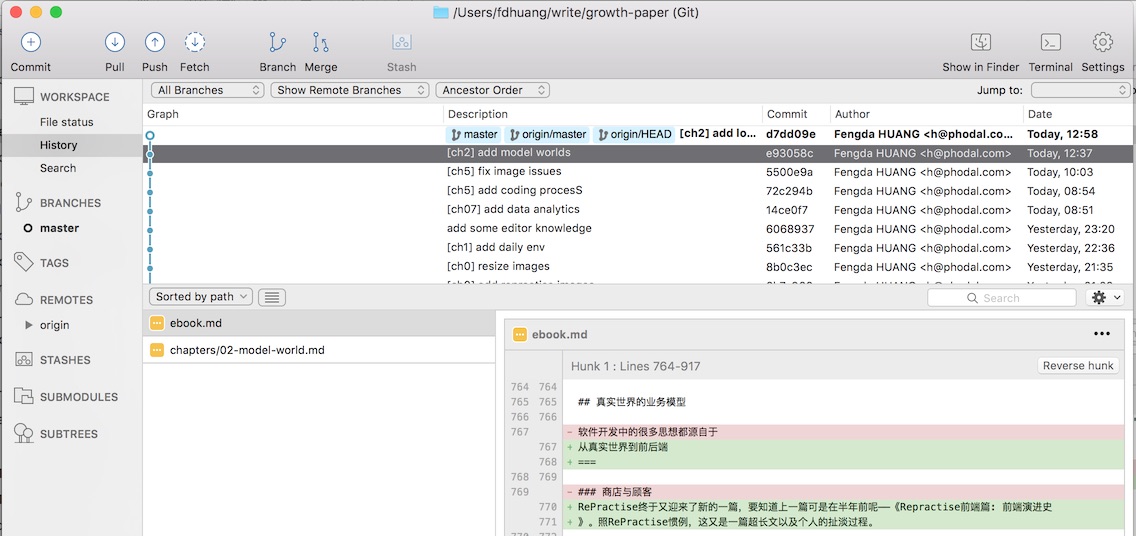 /Users/fdhuang/write/growth-paper (Git)
Commit Pull Push Fetch Branch Merge Stash Show in Finder Terminal Settings
WORKSPACE
File status
History
Search
BRANCHES
master
TAGS
REMOTES
origin
STASHES
SUBMODULES
SUBTREES
All Branches Show Remote Branches Ancestor Order Jump to:
Graph Description Commit Author Date
master origin/master origin/HEAD [ch2] add lo... d7dd09e Fengda HUANG <h@phodal.co... Today, 12:58
[ch2] add model worlds e93058c Fengda HUANG <h@phodal.com> Today, 12:37
[ch5] fix image issues 5500e9a Fengda HUANG <h@phodal.com> Today, 10:03
[ch5] add coding procesS 72c294b Fengda HUANG <h@phodal.com> Today, 08:54
[ch07] add data analytics 14ce0f7 Fengda HUANG <h@phodal.com> Today, 08:51
add some editor knowledge 6068937 Fengda HUANG <h@phodal.com> Yesterday, 23:20
[ch1] add daily env 561c33b Fengda HUANG <h@phodal.com> Yesterday, 22:36
[ch0] resize images 8b0c3ec Fengda HUANG <h@phodal.com> Yesterday, 21:35
Sorted by path Search
ebook.md
chapters/02-model-world.md
ebook.md
Hunk 1 : Lines 764-917 Reverse hunk
764 764
765 765 ## 真实世界的业务模型
766 766
767 - 软件开发中的很多思想都源自于
767 + 从真实世界到前后端
768 + ===
768 769
769 - ### 商店与顾客
770 + RePractise终于又迎来了新的一篇，要知道上一篇可是在半年前呢——《Repractise前端篇: 前端演进史
771 + 》。照RePractise惯例，这又是一篇超长文以及个人的扯淡过程。